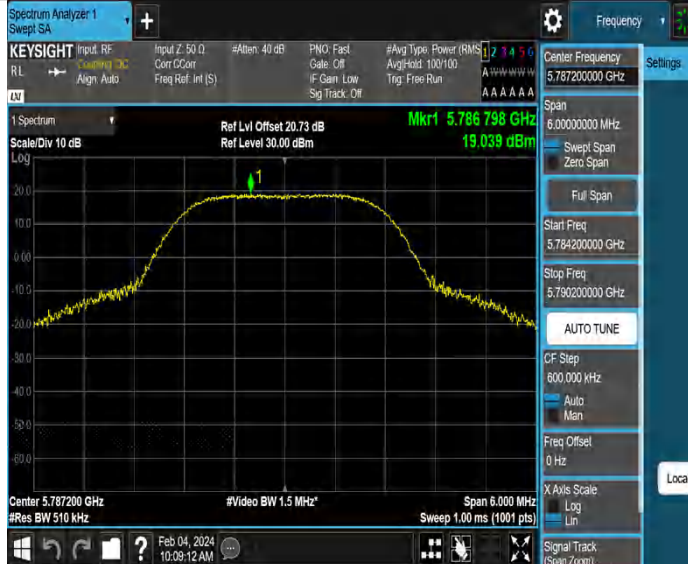 Spectrum Analyzer 1
Swept SA
Frequency
KEYSIGHT
RL
Input: RF
Coupling: DC
Align: Auto
Input Z: 50 Ω
Corr CCorr
Freq Ref: Int (S)
#Atten: 40 dB
PNO: Fast
Gate: Off
IF Gain: Low
Sig Track: Off
#Avg Type: Power (RMS
Avg|Hold: 100/100
Trig: Free Run
1 2 3 4 5 6
A W W W W W
A A A A A A
1 Spectrum
Scale/Div 10 dB
Ref Lvl Offset 20.73 dB
Ref Level 30.00 dBm
Mkr1 5.786 798 GHz
19.039 dBm
Log
1
20.0
10.0
0.00
-10.0
-20.0
-30.0
-40.0
-50.0
-60.0
Center 5.787200 GHz
#Res BW 510 kHz
#Video BW 1.5 MHz*
Span 6.000 MHz
Sweep 1.00 ms (1001 pts)
Feb 04, 2024
10:09:12 AM
Center Frequency
5.787200000 GHz
Settings
Span
6.00000000 MHz
Swept Span
Zero Span
Full Span
Start Freq
5.784200000 GHz
Stop Freq
5.790200000 GHz
AUTO TUNE
CF Step
600.000 kHz
Auto
Man
Freq Offset
0 Hz
X Axis Scale
Log
Lin
Loca
Signal Track
(Span Zoom)